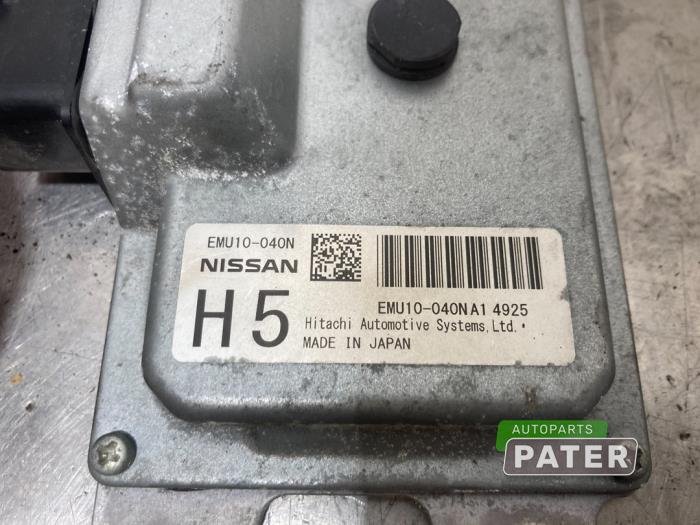 EMU10-040N
NISSAN
H5
EMU10-040NA1 4925
Hitachi Automotive Systems,Ltd.
MADE IN JAPAN
AUTOPARTS
PATER